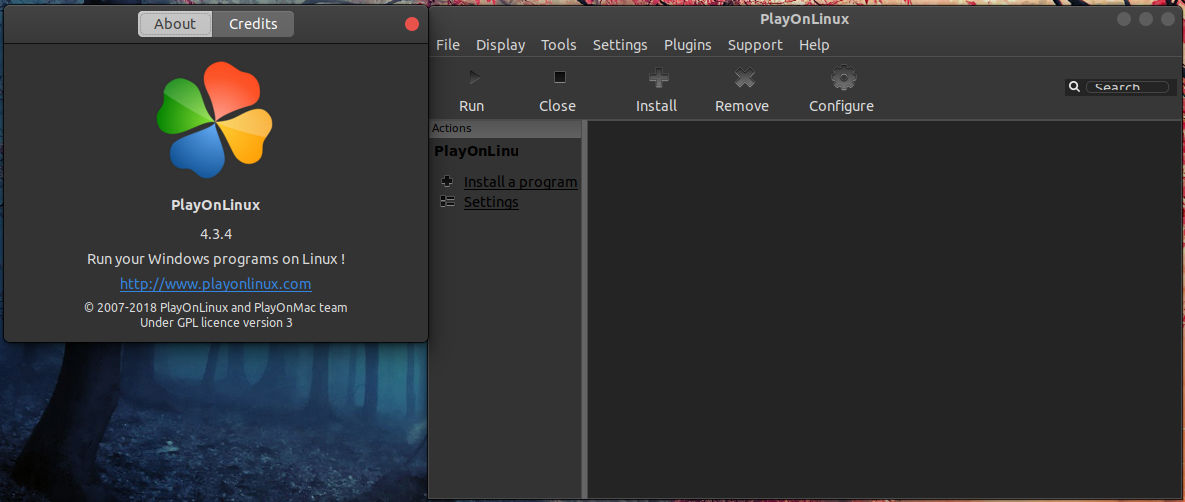 About Credits
PlayOnLinux
4.3.4
Run your Windows programs on Linux !
http://www.playonlinux.com
© 2007-2018 PlayOnLinux and PlayOnMac team
Under GPL licence version 3
PlayOnLinux
File Display Tools Settings Plugins Support Help
Run Close Install Remove Configure
Search
Actions
PlayOnLinu
Install a program
Settings